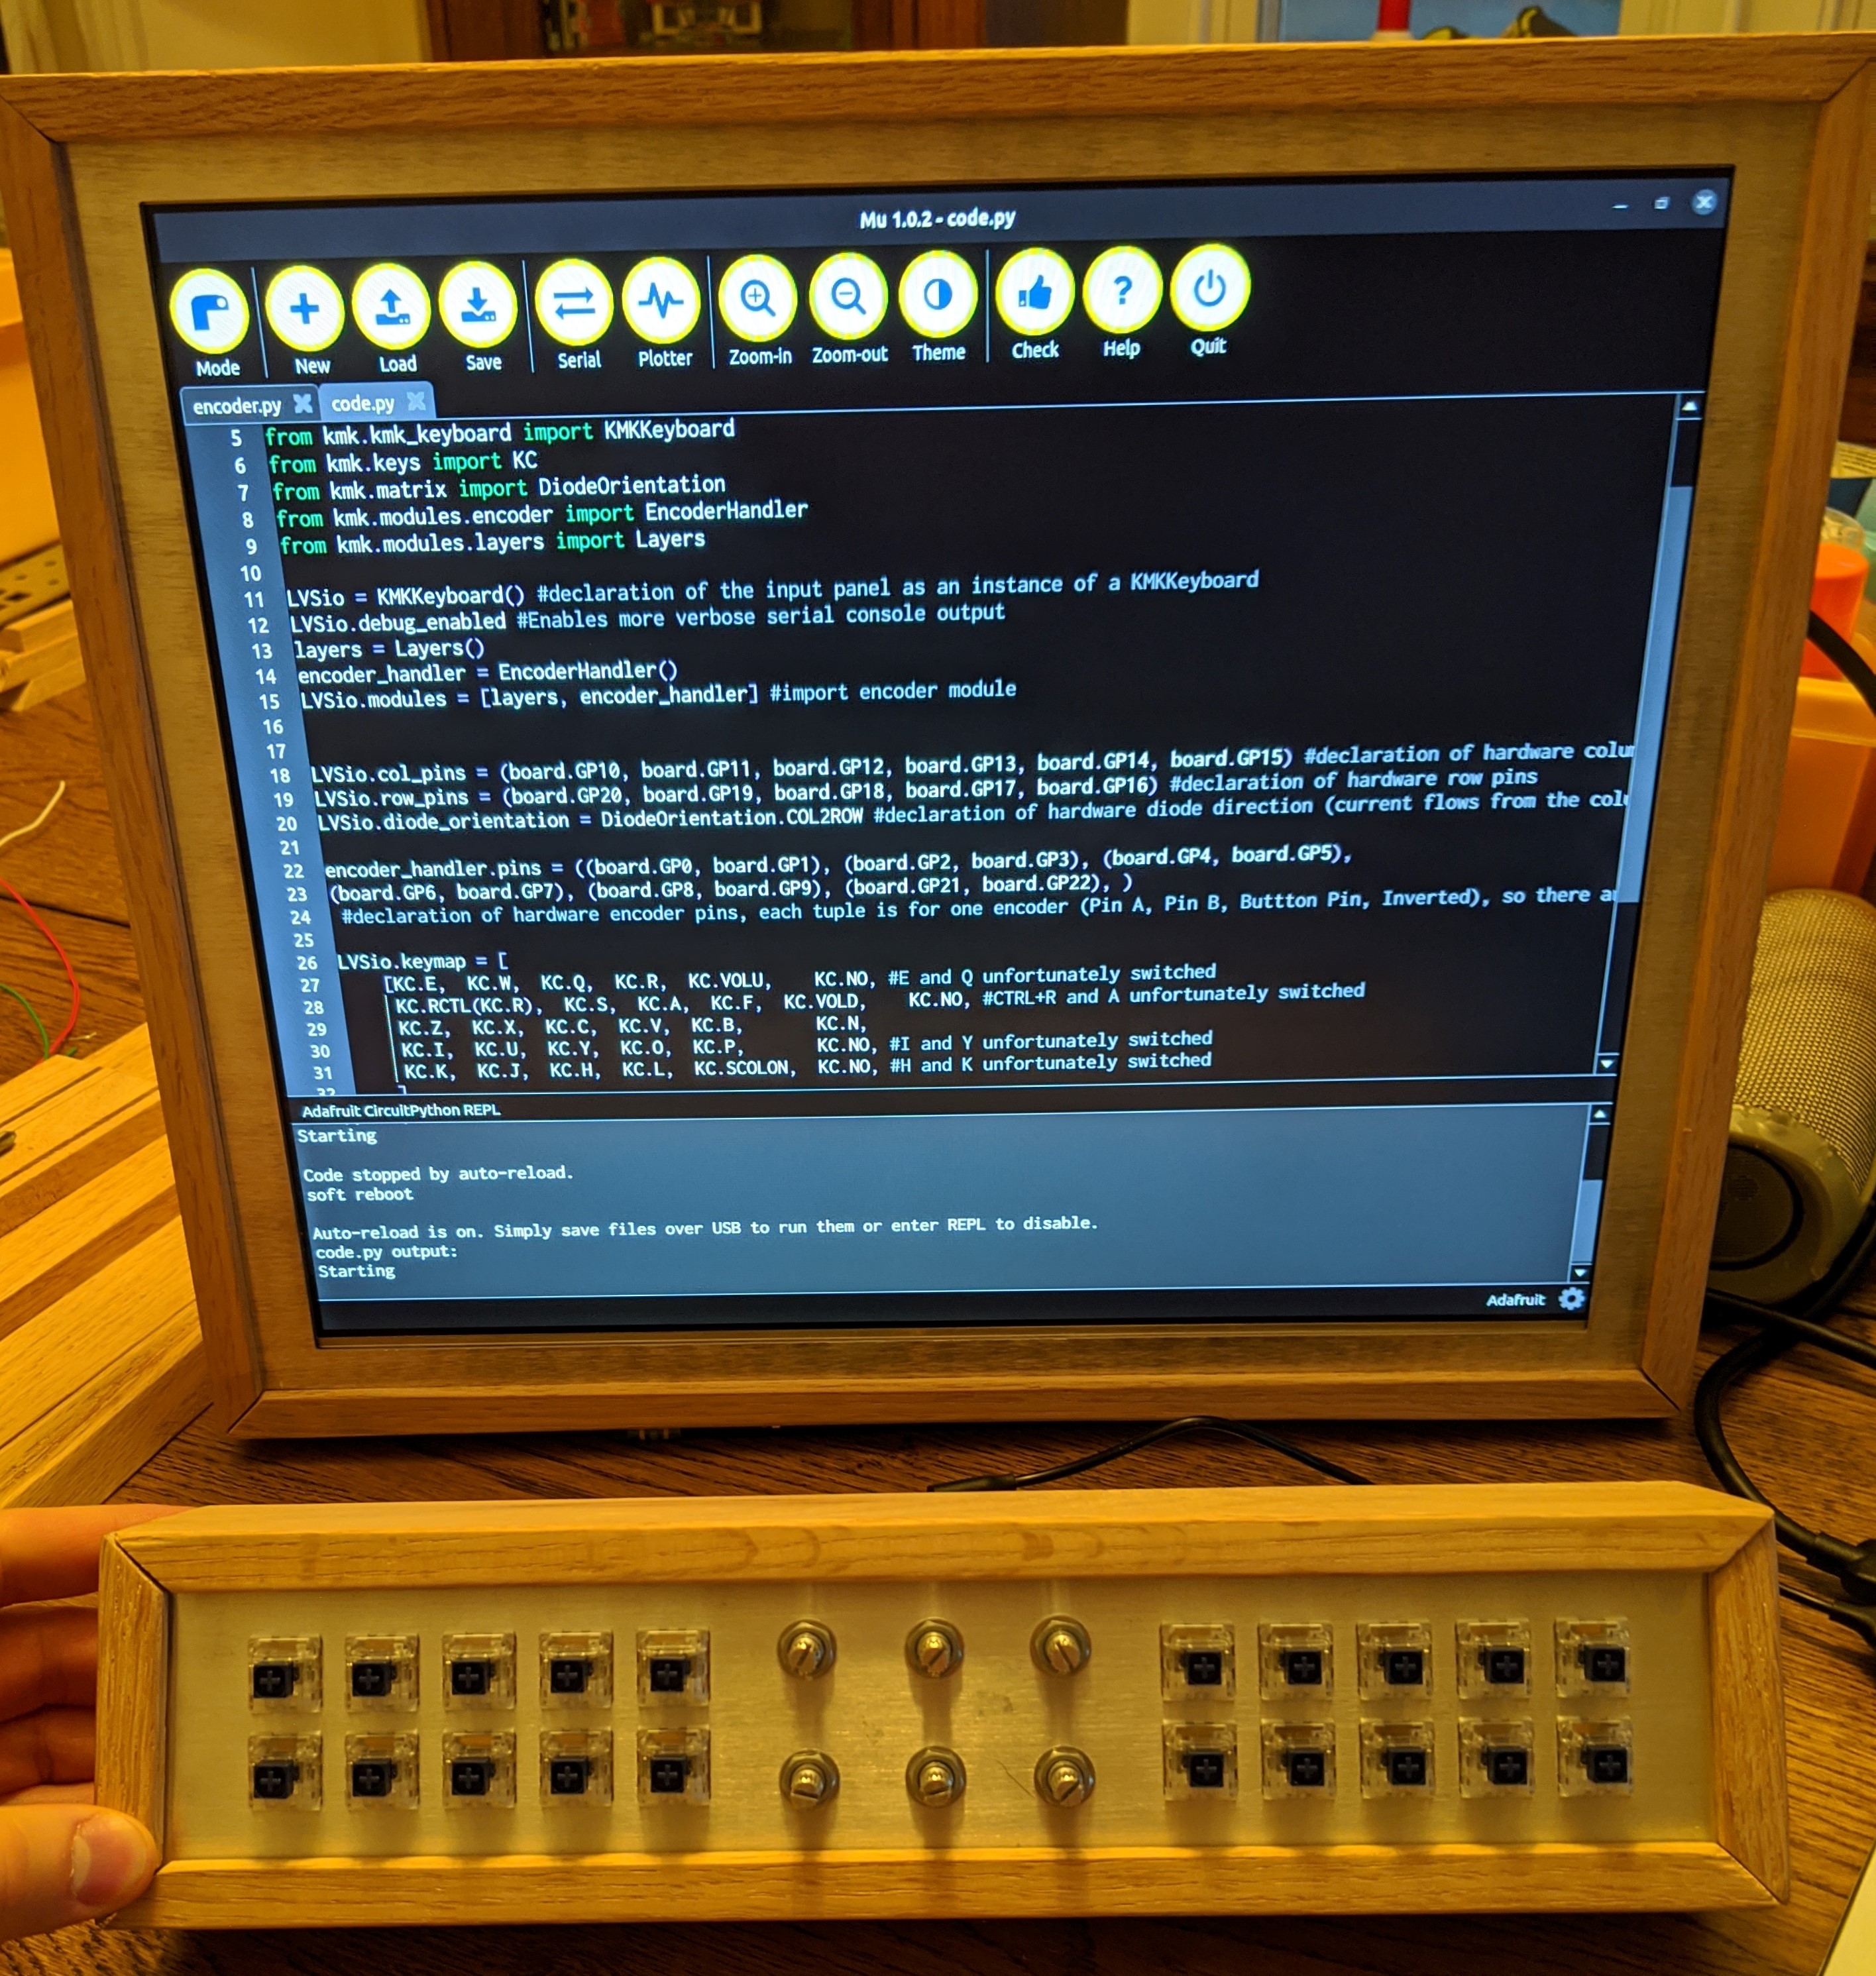 Mu 1.0.2 - code.py
Mode New Load Save Serial Plotter Zoom-in Zoom-out Theme Check Help Quit
encoder.py code.py
5 from kmk.kmk_keyboard import KMKKeyboard
6 from kmk.keys import KC
7 from kmk.matrix import DiodeOrientation
8 from kmk.modules.encoder import EncoderHandler
9 from kmk.modules.layers import Layers
10
11 LVSio = KMKKeyboard() #declaration of the input panel as an instance of a KMKKeyboard
12 LVSio.debug_enabled #Enables more verbose serial console output
13 layers = Layers()
14 encoder_handler = EncoderHandler()
15 LVSio.modules = [layers, encoder_handler] #import encoder module
16
17
18 LVSio.col_pins = (board.GP10, board.GP11, board.GP12, board.GP13, board.GP14, board.GP15) #declaration of hardware colu
19 LVSio.row_pins = (board.GP20, board.GP19, board.GP18, board.GP17, board.GP16) #declaration of hardware row pins
20 LVSio.diode_orientation = DiodeOrientation.COL2ROW #declaration of hardware diode direction (current flows from the col
21
22 encoder_handler.pins = ((board.GP0, board.GP1), (board.GP2, board.GP3), (board.GP4, board.GP5),
23 (board.GP6, board.GP7), (board.GP8, board.GP9), (board.GP21, board.GP22), )
24 #declaration of hardware encoder pins, each tuple is for one encoder (Pin A, Pin B, Buttton Pin, Inverted), so there a
25
26 LVSio.keymap = [
27 [KC.E, KC.W, KC.Q, KC.R, KC.VOLU, KC.NO, #E and Q unfortunately switched
28 KC.RCTL(KC.R), KC.S, KC.A, KC.F, KC.VOLD, KC.NO, #CTRL+R and A unfortunately switched
29 KC.Z, KC.X, KC.C, KC.V, KC.B, KC.N,
30 KC.I, KC.U, KC.Y, KC.O, KC.P, KC.NO, #I and Y unfortunately switched
31 KC.K, KC.J, KC.H, KC.L, KC.SCOLON, KC.NO, #H and K unfortunately switched
32 ]
Adafruit CircuitPython REPL
Starting
Code stopped by auto-reload.
soft reboot
Auto-reload is on. Simply save files over USB to run them or enter REPL to disable.
code.py output:
Starting
Adafruit